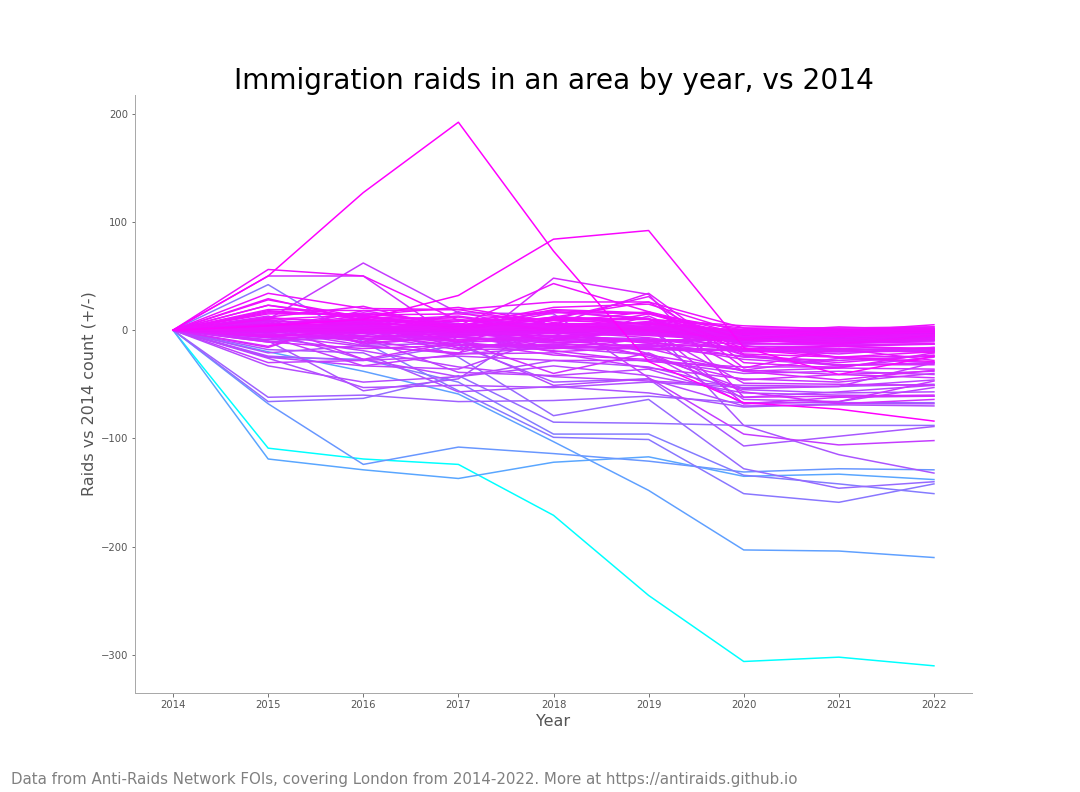 Immigration raids in an area by year, vs 2014
200
100
0
−100
−200
−300
Raids vs 2014 count (+/-)
2014 2015 2016 2017 2018 2019 2020 2021 2022
Year
Data from Anti-Raids Network FOIs, covering London from 2014-2022. More at https://antiraids.github.io